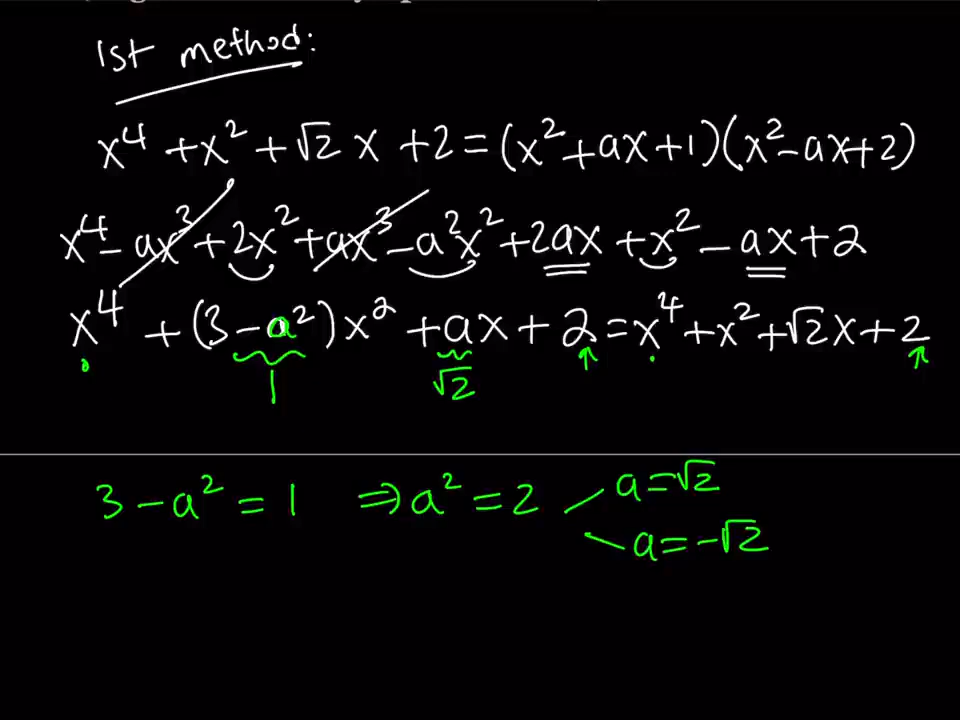 1st method:
x⁴ + x² + √2 x + 2 = (x² + ax + 1)(x² - ax + 2)
x⁴ - ax³ + 2x² + ax³ - a²x² + 2ax + x² - ax + 2
x⁴ + (3 - a²)x² + ax + 2 = x⁴ + x² + √2x + 2
1 √2
3 - a² = 1 ⇒ a² = 2 a = √2
a = -√2